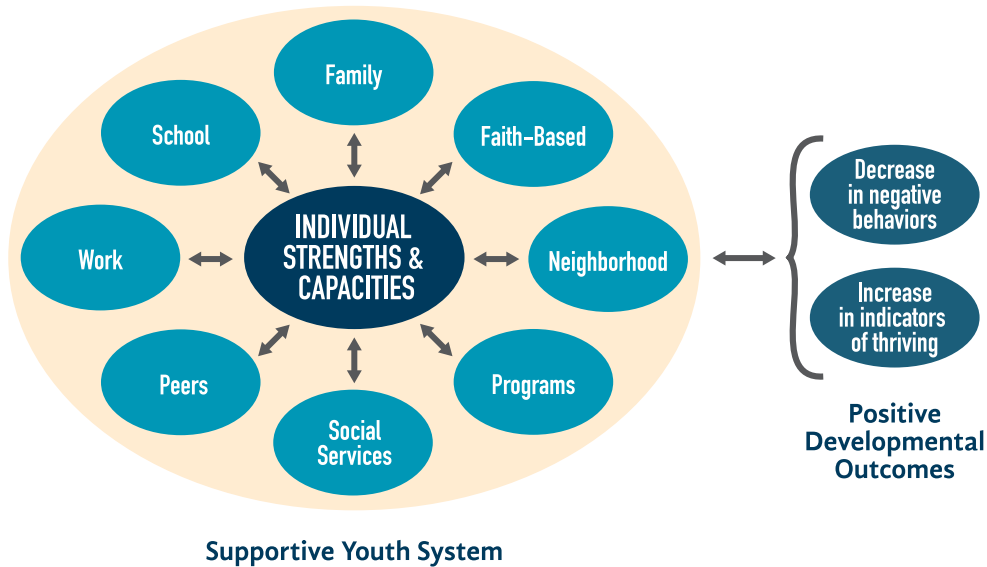 Family
School
Faith-Based
INDIVIDUAL
STRENGTHS &
CAPACITIES
Work
Neighborhood
Peers
Programs
Social
Services
Supportive Youth System
Decrease
in negative
behaviors
Increase
in indicators
of thriving
Positive
Developmental
Outcomes